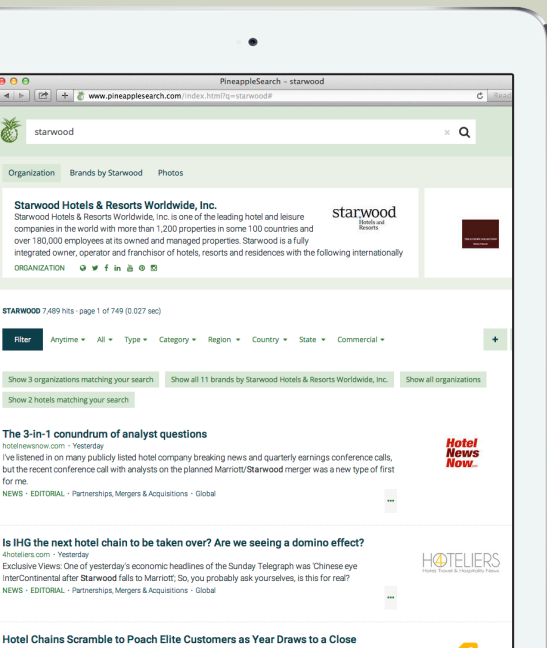 PineappleSearch - starwood
www.pineapplesearch.com/index.html?q=starwood#
starwood
Organization Brands by Starwood Photos
Starwood Hotels & Resorts Worldwide, Inc.
Starwood Hotels & Resorts Worldwide, Inc. is one of the leading hotel and leisure
companies in the world with more than 1,200 properties in some 100 countries and
over 180,000 employees at its owned and managed properties. Starwood is a fully
integrated owner, operator and franchisor of hotels, resorts and residences with the following internationally
ORGANIZATION
starwood
Hotels and
Resorts
STARWOOD 7,489 hits - page 1 of 749 (0.027 sec)
Filter Anytime All Type Category Region Country State Commercial +
Show 3 organizations matching your search Show all 11 brands by Starwood Hotels & Resorts Worldwide, Inc. Show all organizations
Show 2 hotels matching your search
The 3-in-1 conundrum of analyst questions
hotelnewsnow.com - Yesterday
I've listened in on many publicly listed hotel company breaking news and quarterly earnings conference calls,
but the recent conference call with analysts on the planned Marriott/Starwood merger was a new type of first
for me.
NEWS · EDITORIAL · Partnerships, Mergers & Acquisitions · Global
Hotel
News
Now
Is IHG the next hotel chain to be taken over? Are we seeing a domino effect?
4hoteliers.com - Yesterday
Exclusive Views: One of yesterday's economic headlines of the Sunday Telegraph was 'Chinese eye
InterContinental after Starwood falls to Marriott'; So, you probably ask yourselves, is this for real?
NEWS · EDITORIAL · Partnerships, Mergers & Acquisitions · Global
H4TELIERS
Hotel, Travel & Hospitality News
Hotel Chains Scramble to Poach Elite Customers as Year Draws to a Close